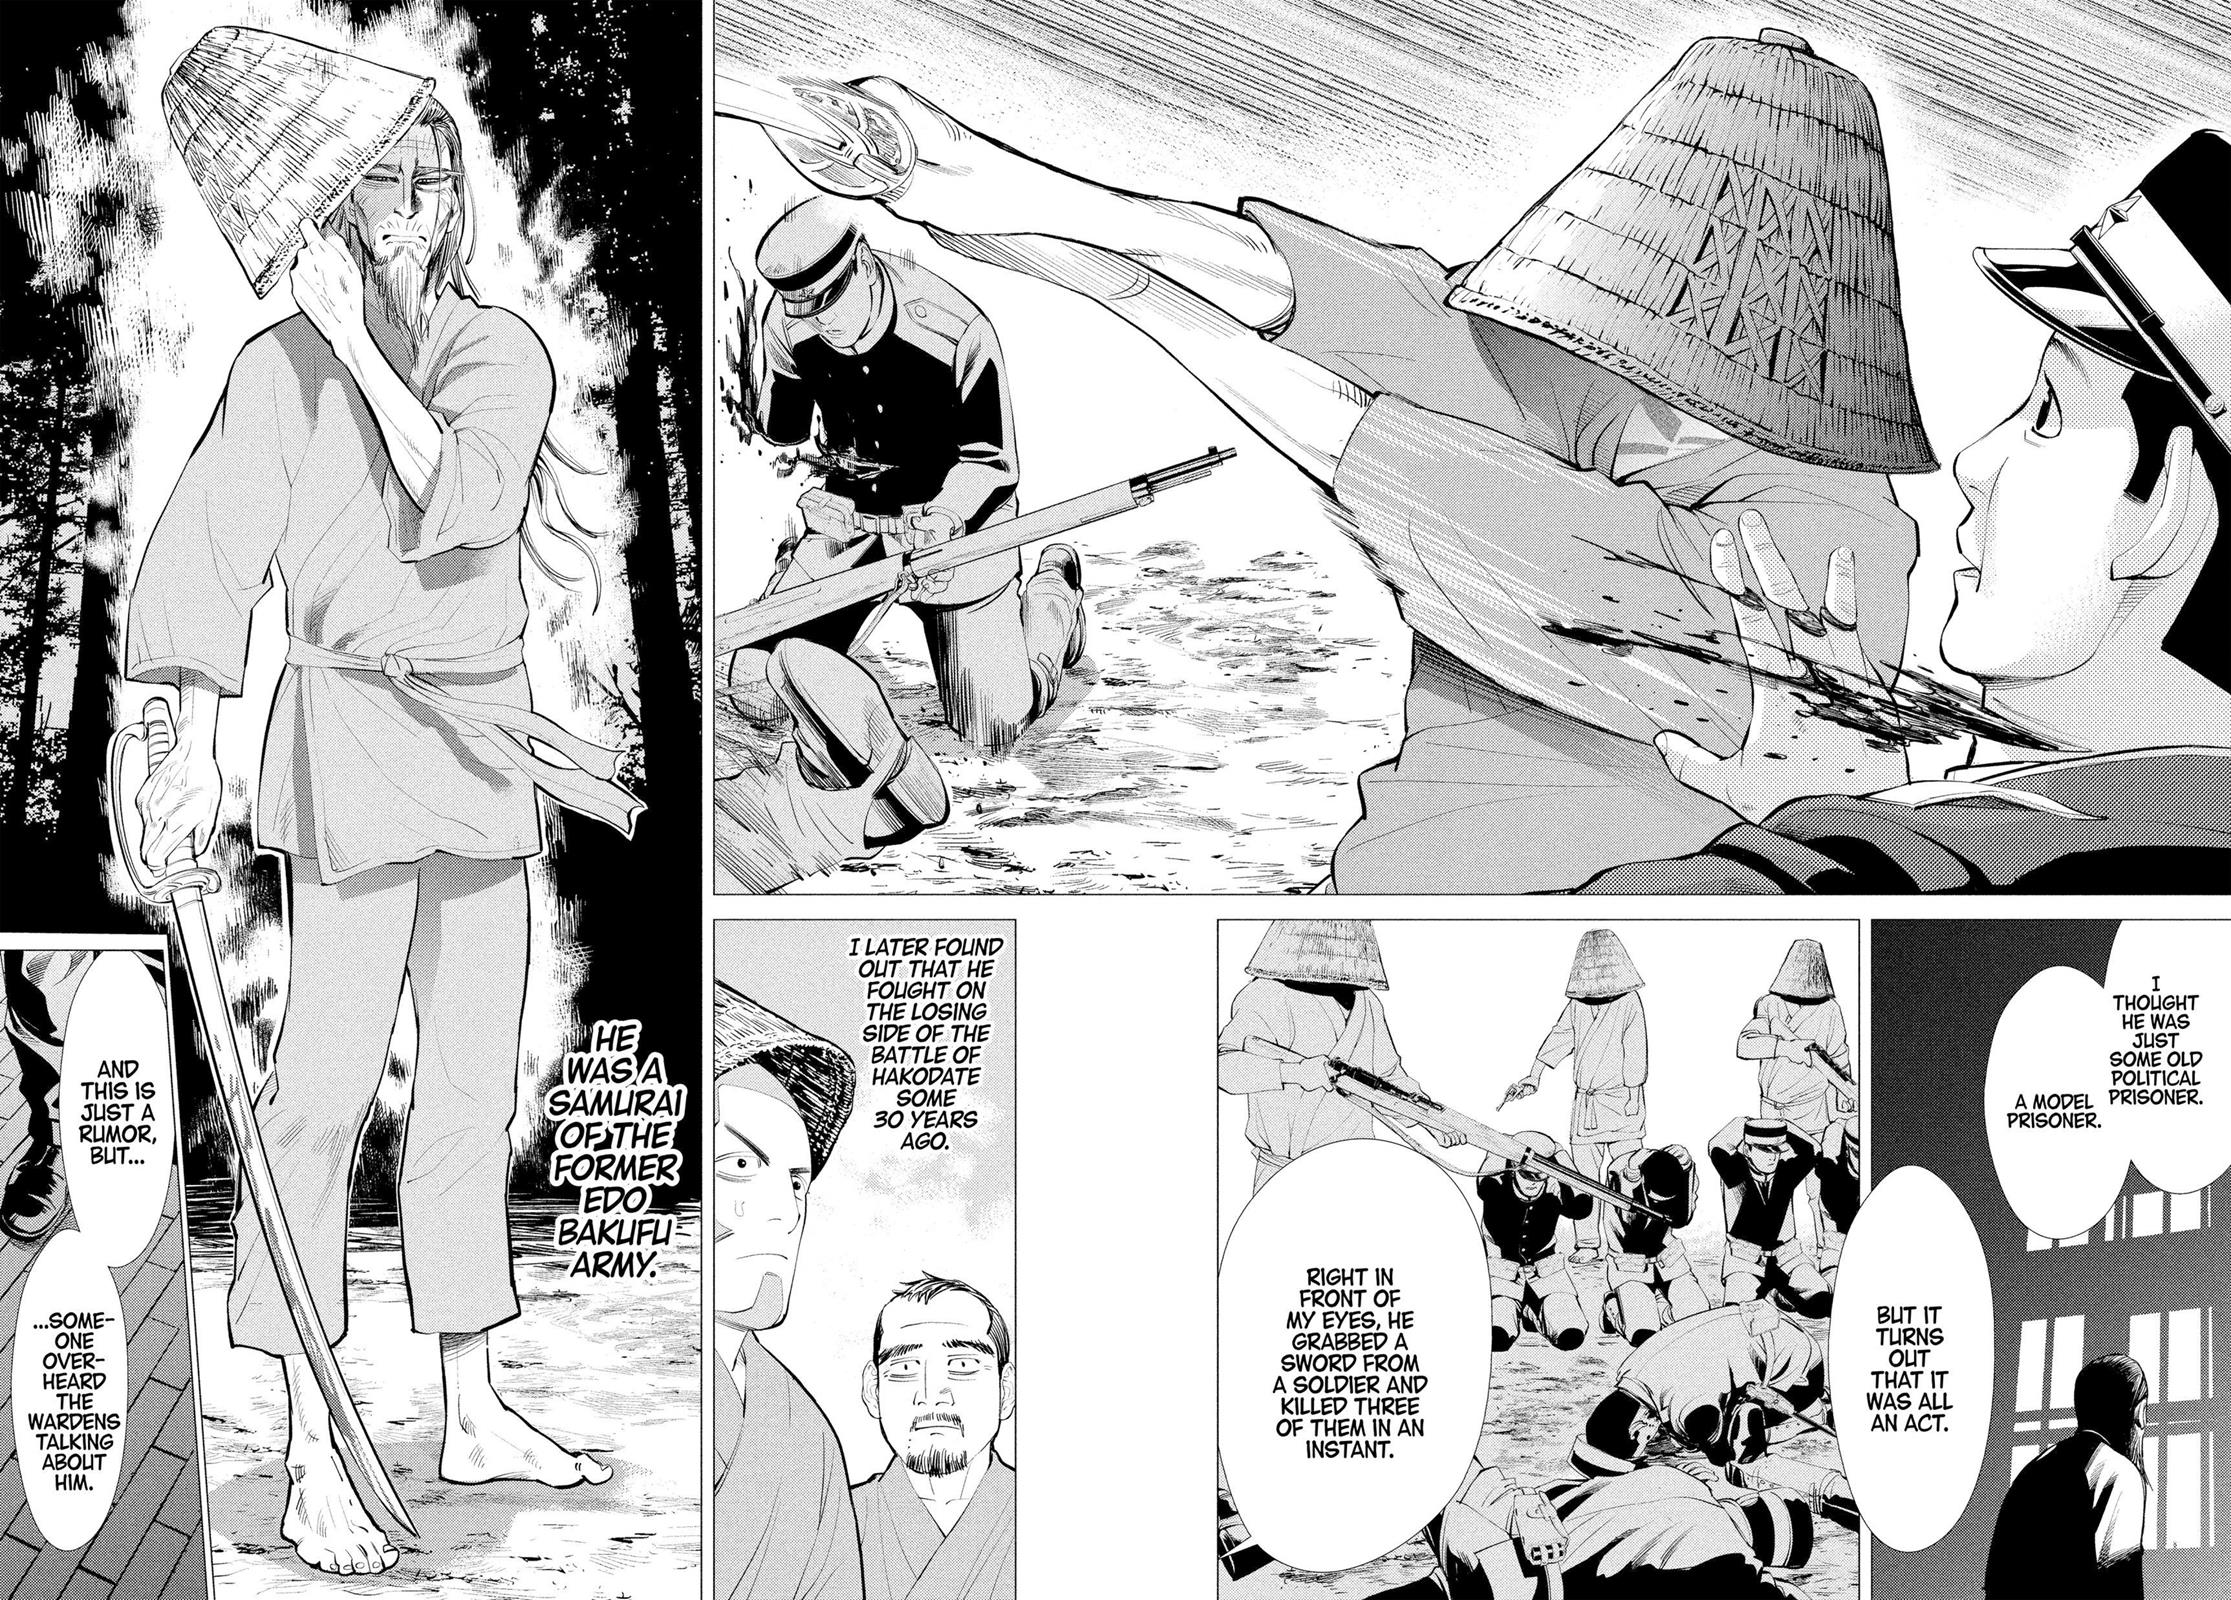 I
THOUGHT
HE WAS
JUST
SOME OLD
POLITICAL
PRISONER.
A MODEL
PRISONER.
BUT IT
TURNS
OUT
THAT IT
WAS ALL
AN ACT.
RIGHT IN
FRONT OF
MY EYES, HE
GRABBED A
SWORD FROM
A SOLDIER AND
KILLED THREE
OF THEM IN AN
INSTANT.
I LATER FOUND
OUT THAT HE
FOUGHT ON
THE LOSING
SIDE OF THE
BATTLE OF
HAKODATE
SOME
30 YEARS
AGO.
HE
WAS A
SAMURAI
OF THE
FORMER
EDO
BAKUFU
ARMY.
AND
THIS IS
JUST A
RUMOR,
BUT...
...SOME-
ONE
OVER-
HEARD
THE
WARDENS
TALKING
ABOUT
HIM.